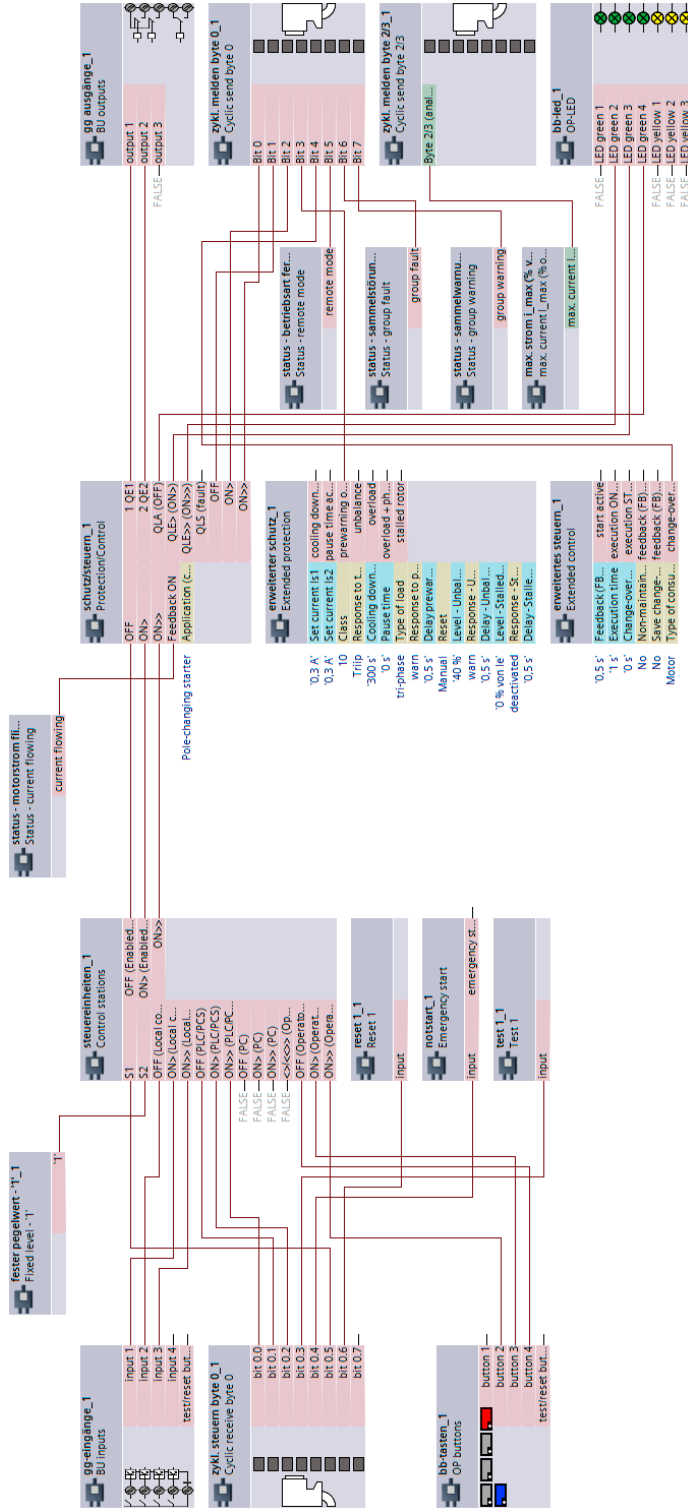 gg-eingänge_1
BU inputs
input 1
input 2
input 3
input 4
test/reset but...
zykl. steuern byte 0_1
Cyclic receive byte 0
bit 0.0
bit 0.1
bit 0.2
bit 0.3
bit 0.4
bit 0.5
bit 0.6
bit 0.7
bb-tasten_1
OP buttons
button 1
button 2
button 3
button 4
test/reset but...
fester pegelwert - '1'_1
Fixed level - '1'
'1'
steuereinheiten_1
Control stations
S1
S2
OFF (Local co...
ON> (Local c...
ON>> (Local...
OFF (PLC/PCS)
ON> (PLC/PCS)
ON>> (PLC/PC...
FALSE OFF (PC)
FALSE ON> (PC)
FALSE ON>> (PC)
FALSE <>/<<>> (Op...
OFF (Operato...
ON> (Operat...
ON>> (Opera...
OFF (Enabled...
ON> (Enabled...
ON>>
reset 1_1
Reset 1
input
notstart_1
Emergency start
input
emergency st...
test 1_1
Test 1
input
status - motorstrom fli...
Status - current flowing
current flowing
schutz/steuern_1
Protection/Control
OFF
ON>
ON>>
Feedback ON
Pole-changing starter Application (c...
1 QE1
2 QE2
QLA (OFF)
QLE> (ON>)
QLE>> (ON>>)
QLS (fault)
OFF
ON>
ON>>
erweiterter schutz_1
Extended protection
'0,3 A' Set current Is1
'0,3 A' Set current Is2
10 Class
Triip Response to t...
'300 s' Cooling down...
'0 s' Pause time
tri-phase Type of load
warn Response to p...
'0,5 s' Delay prewar...
Manual Reset
'40 %' Level - Unbal...
warn Response - U...
'0,5 s' Delay - Unbal...
'0 % von Ie' Level - Stalled...
deactivated Response - St...
'0,5 s' Delay - Stalle...
cooling down...
pause time ac...
prewarning o...
unbalance
overload
overload + ph...
stalled rotor
erweitertes steuern_1
Extended control
'0,5 s' Feedback (FB...
'1 s' Execution time
'0 s' Change-over...
No Non-maintain...
No Save change-...
Motor Type of consu...
start active
execution ON...
execution ST...
feedback (FB)...
feedback (FB)...
change-over...
status - betriebsart fer...
Status - remote mode
remote mode
status - sammelstörun...
Status - group fault
group fault
status - sammelwarnu...
Status - group warning
group warning
max. strom i_max (% v...
max. current I_max (% o...
max. current I...
gg ausgänge_1
BU outputs
output 1
output 2
FALSE output 3
zykl. melden byte 0_1
Cyclic send byte 0
Bit 0
Bit 1
Bit 2
Bit 3
Bit 4
Bit 5
Bit 6
Bit 7
zykl. melden byte 2/3_1
Cyclic send byte 2/3
Byte 2/3 (anal...
bb-led_1
OP-LED
FALSE LED green 1
LED green 2
LED green 3
LED green 4
FALSE LED yellow 1
FALSE LED yellow 2
FALSE LED yellow 3